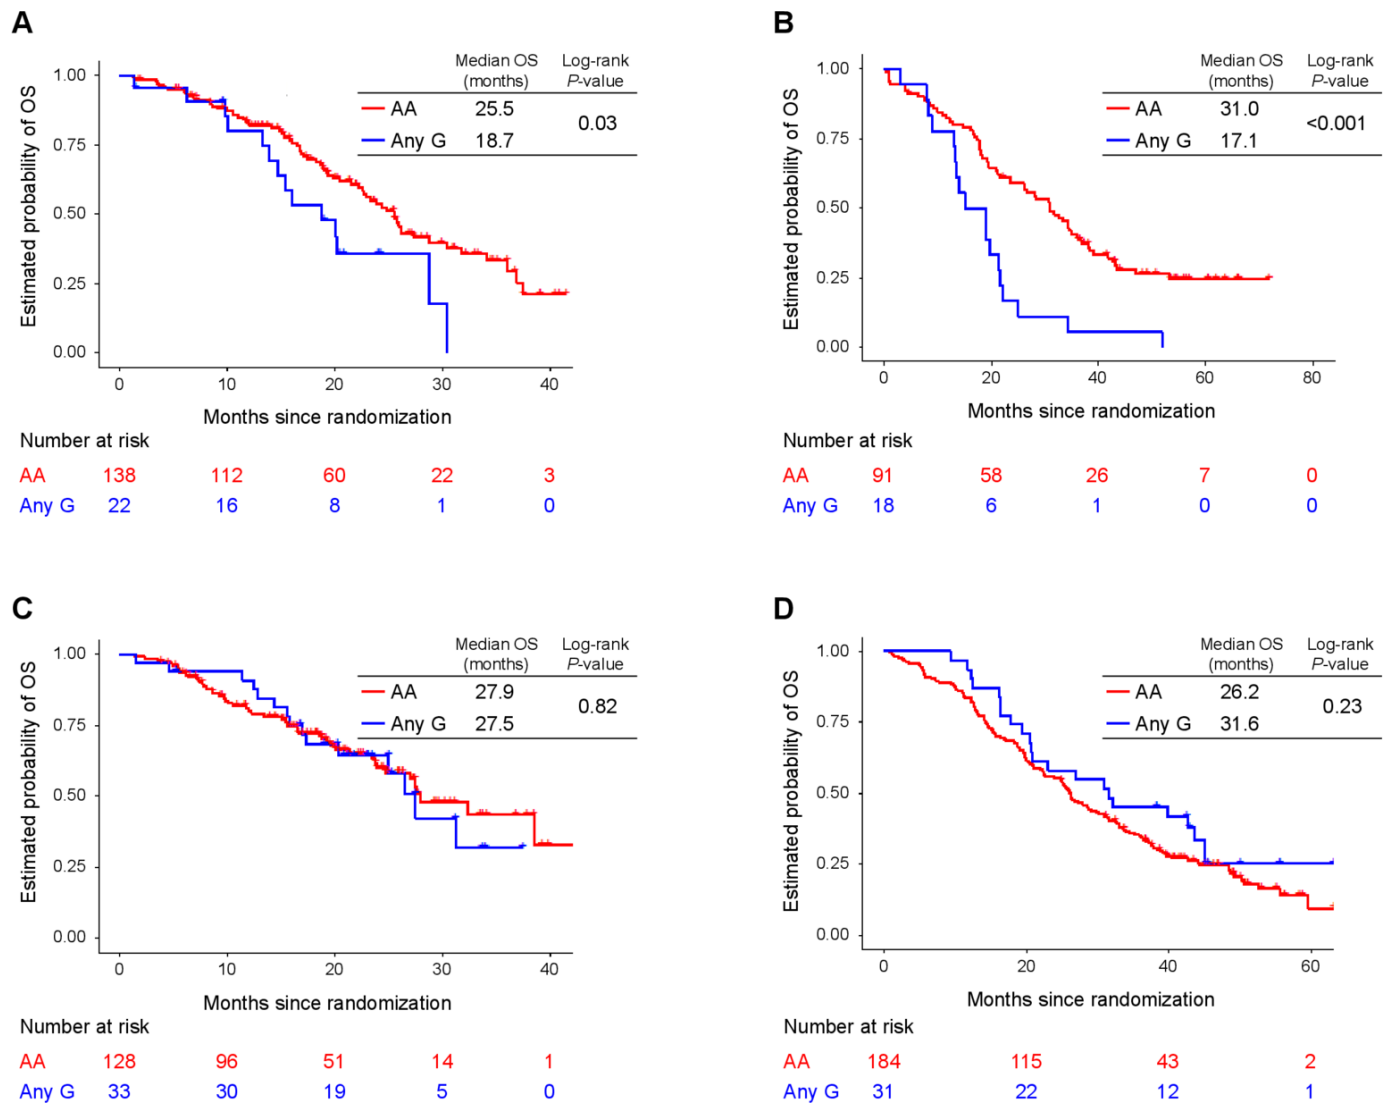 A
Median OS (months) Log-rank P-value
AA 25.5 0.03
Any G 18.7
Estimated probability of OS
1.00
0.75
0.50
0.25
0.00
0 10 20 30 40
Months since randomization
Number at risk
AA 138 112 60 22 3
Any G 22 16 8 1 0
B
Median OS (months) Log-rank P-value
AA 31.0 <0.001
Any G 17.1
Estimated probability of OS
1.00
0.75
0.50
0.25
0.00
0 20 40 60 80
Months since randomization
Number at risk
AA 91 58 26 7 0
Any G 18 6 1 0 0
C
Median OS (months) Log-rank P-value
AA 27.9 0.82
Any G 27.5
Estimated probability of OS
1.00
0.75
0.50
0.25
0.00
0 10 20 30 40
Months since randomization
Number at risk
AA 128 96 51 14 1
Any G 33 30 19 5 0
D
Median OS (months) Log-rank P-value
AA 26.2 0.23
Any G 31.6
Estimated probability of OS
1.00
0.75
0.50
0.25
0.00
0 20 40 60
Months since randomization
Number at risk
AA 184 115 43 2
Any G 31 22 12 1